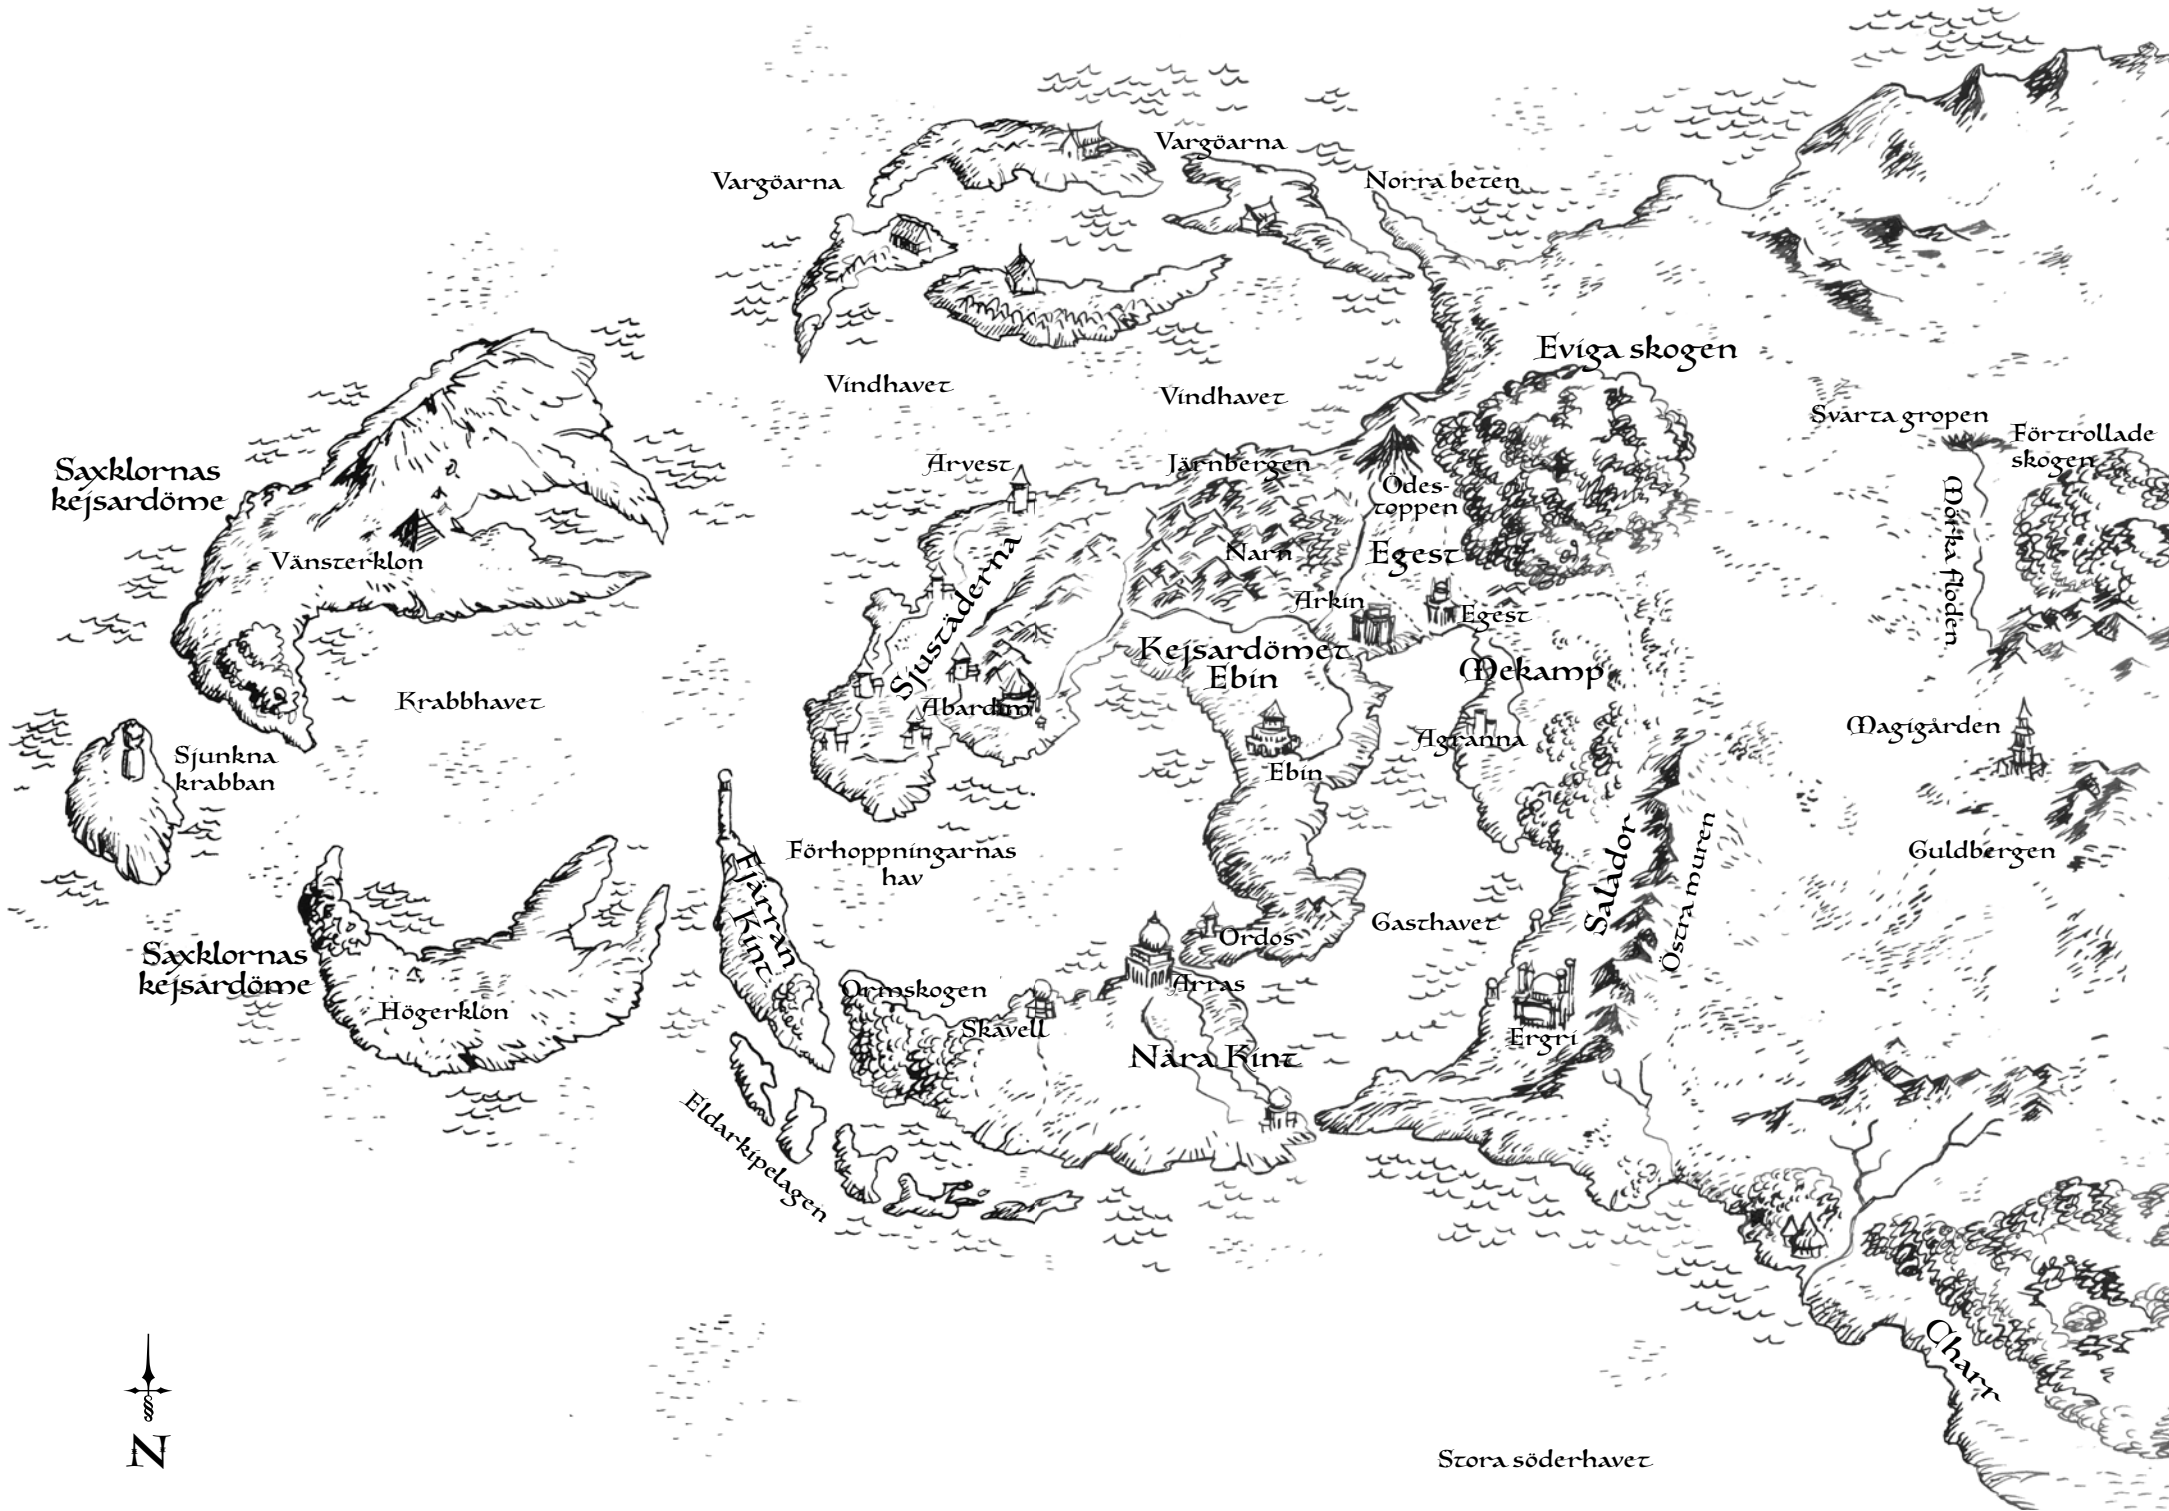 Vargöarna
Vargöarna
Norra beten
Eviga skogen
Vindhavet
Vindhavet
Svarta gropen
Förtrollade
skogen
Mörka floden
Saxklornas
kejsardöme
Vänsterklon
Arvest
Järnbergen
Ödes-
toppen
Narn
Egest
Arkin
Egest
Sjustäderna
Kejsardömet
Ebin
Mekamp
Krabbhavet
Abardim
Agranna
Magigården
Sjunkna
krabban
Ebin
Förhoppningarnas
hav
Fjärran
Kint
Salador
Östra muren
Guldbergen
Gasthavet
Ordos
Saxklornas
kejsardöme
Högerklon
Ormskogen
Arras
Skavell
Ergri
Nära Kint
Eldarkipelagen
Charr
N
Stora söderhavet